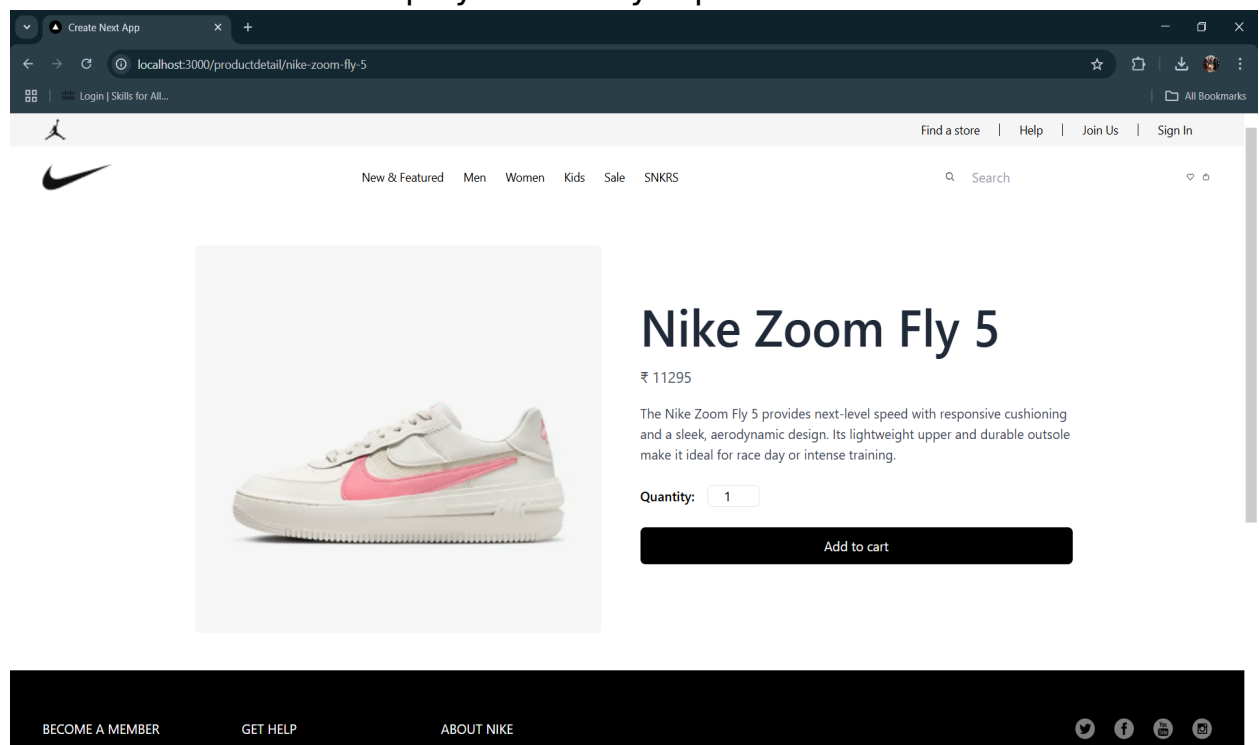 Create Next App
localhost:3000/productdetail/nike-zoom-fly-5
Login | Skills for All...
All Bookmarks
Find a store | Help | Join Us | Sign In
New & Featured Men Women Kids Sale SNKRS
Search
Nike Zoom Fly 5
₹ 11295
The Nike Zoom Fly 5 provides next-level speed with responsive cushioning
and a sleek, aerodynamic design. Its lightweight upper and durable outsole
make it ideal for race day or intense training.
Quantity: 1
Add to cart
BECOME A MEMBER GET HELP ABOUT NIKE